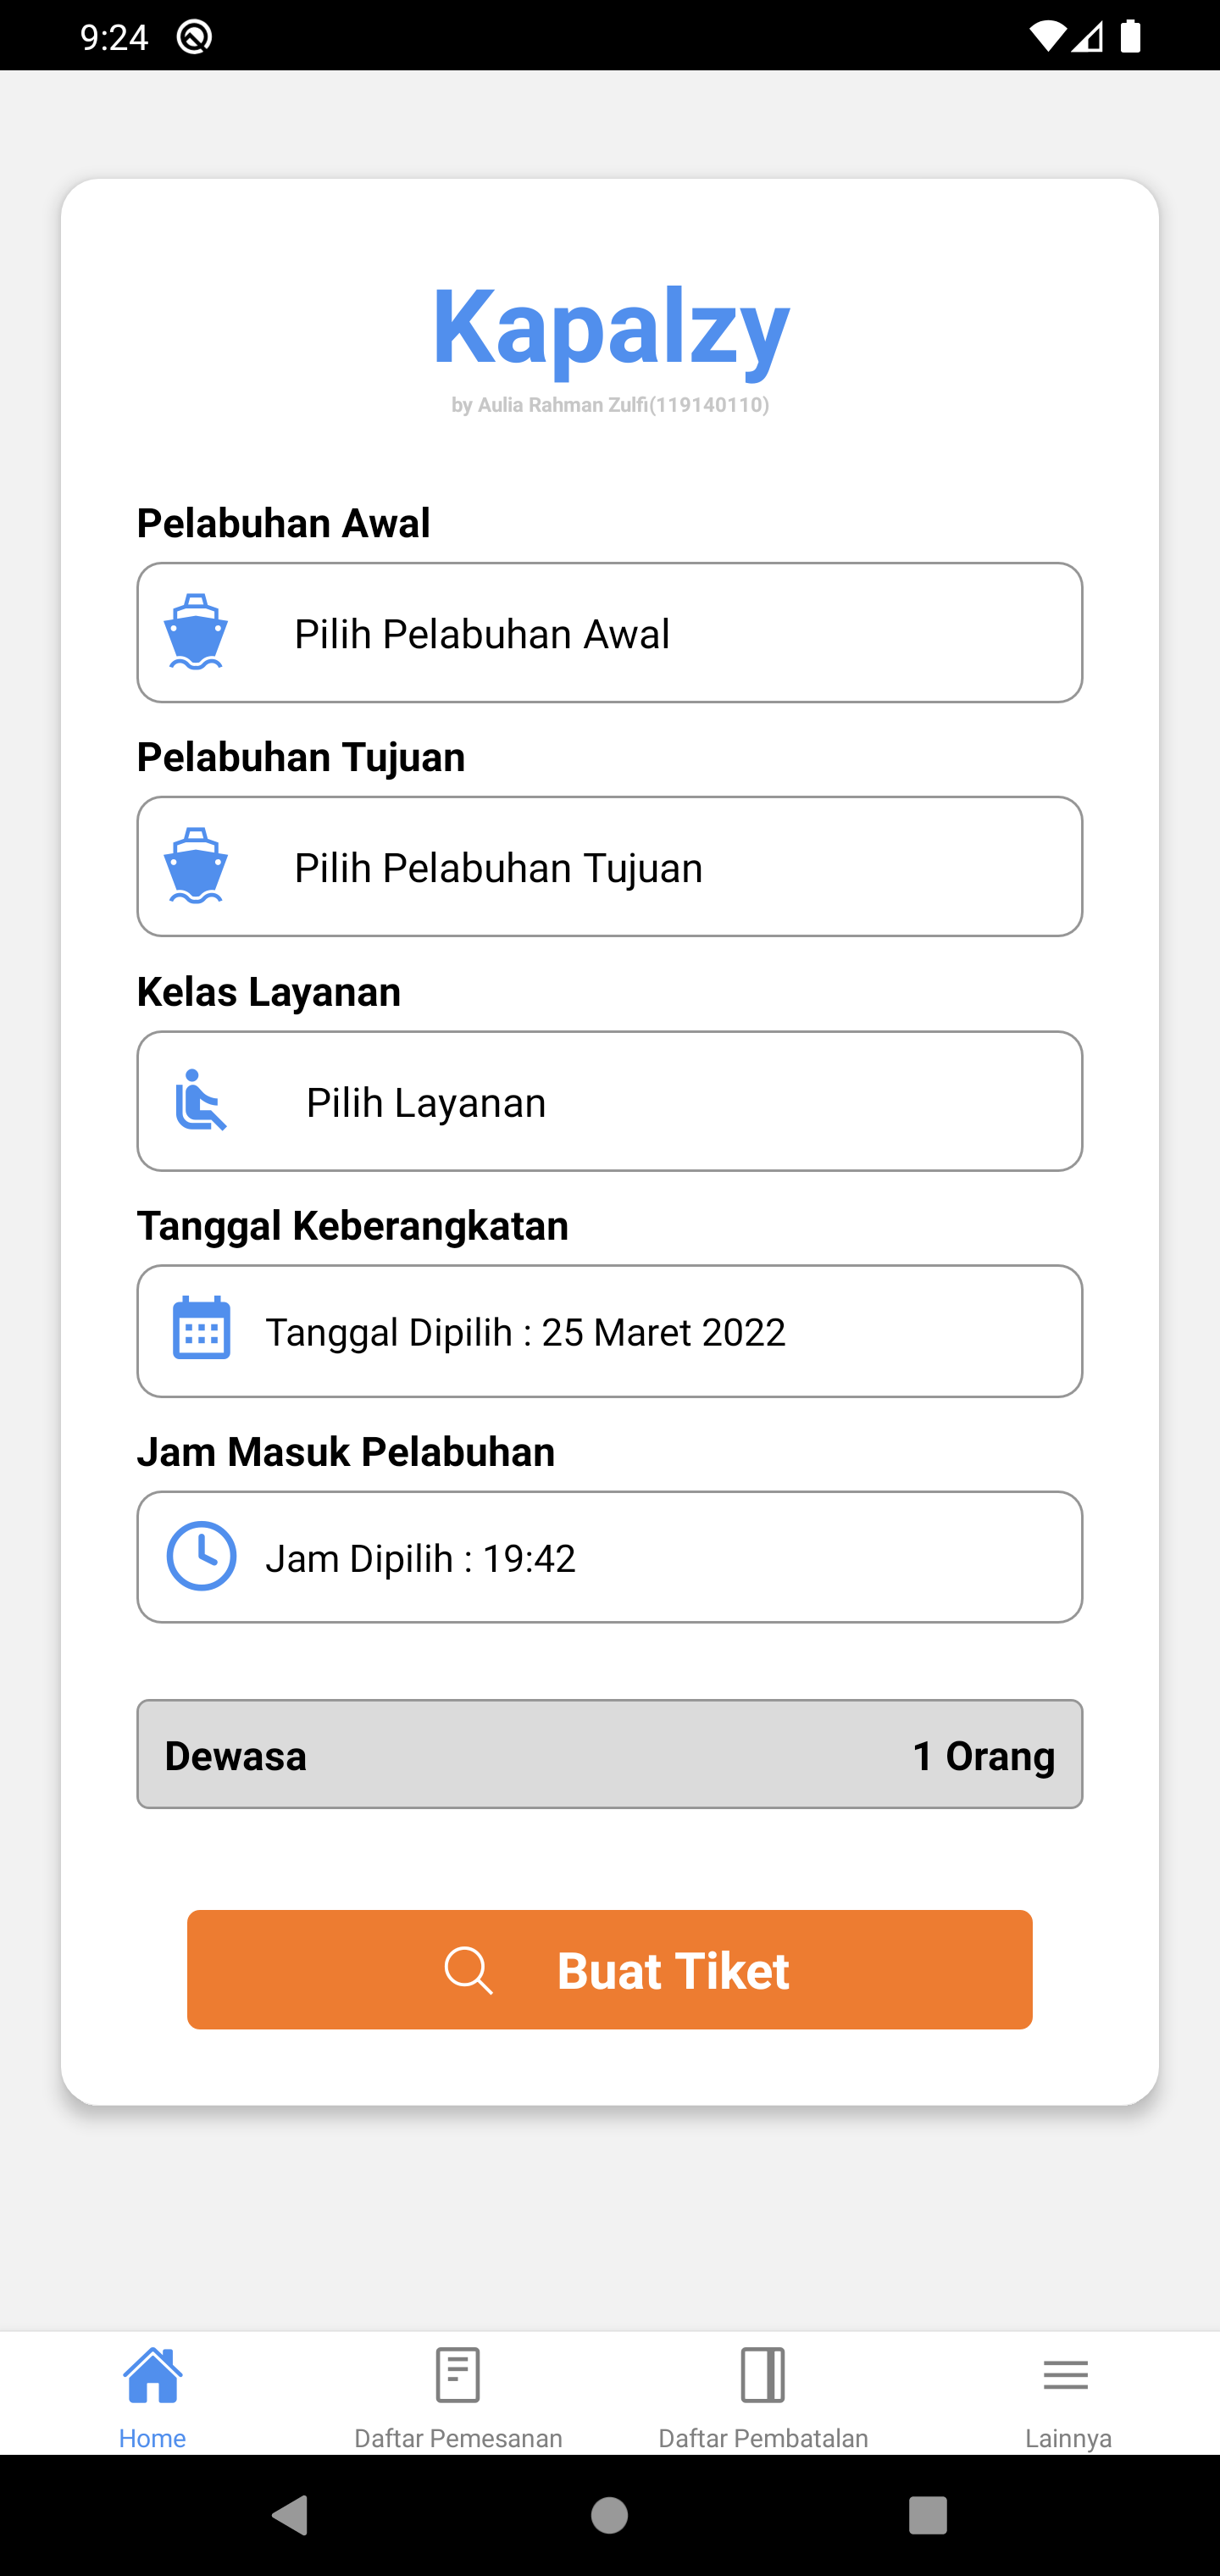 9:24
Kapalzy
by Aulia Rahman Zulfi(119140110)
Pelabuhan Awal
Pilih Pelabuhan Awal
Pelabuhan Tujuan
Pilih Pelabuhan Tujuan
Kelas Layanan
Pilih Layanan
Tanggal Keberangkatan
Tanggal Dipilih : 25 Maret 2022
Jam Masuk Pelabuhan
Jam Dipilih : 19:42
Dewasa 1 Orang
Buat Tiket
Home Daftar Pemesanan Daftar Pembatalan Lainnya